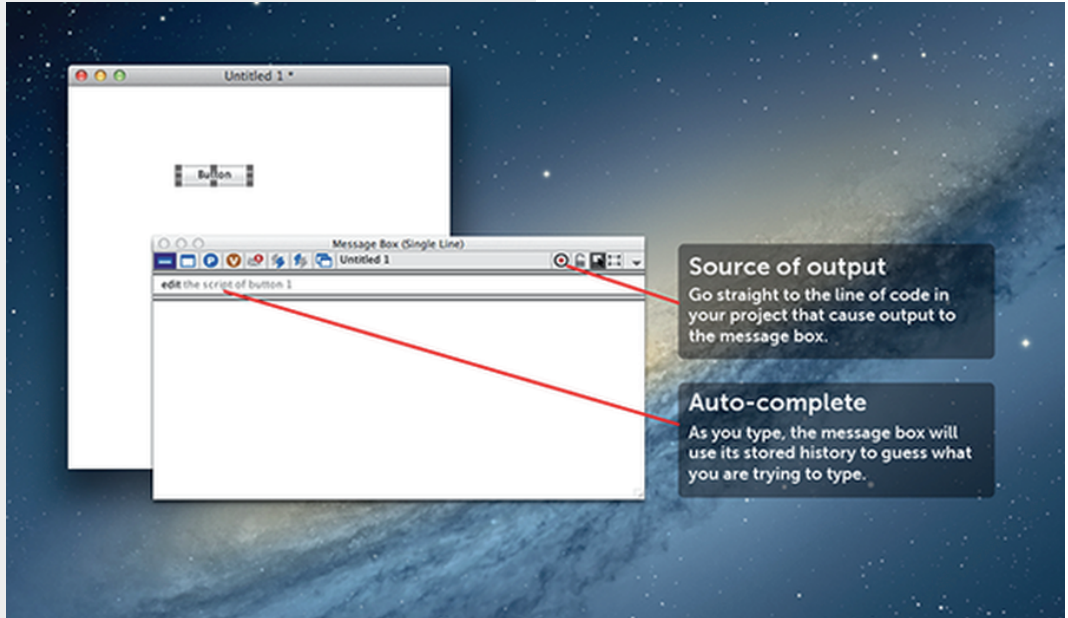 Untitled 1 *
Button
Message Box (Single Line)
P
V
Untitled 1
edit the script of button 1
Source of output
Go straight to the line of code in
your project that cause output to
the message box.
Auto-complete
As you type, the message box will
use its stored history to guess what
you are trying to type.